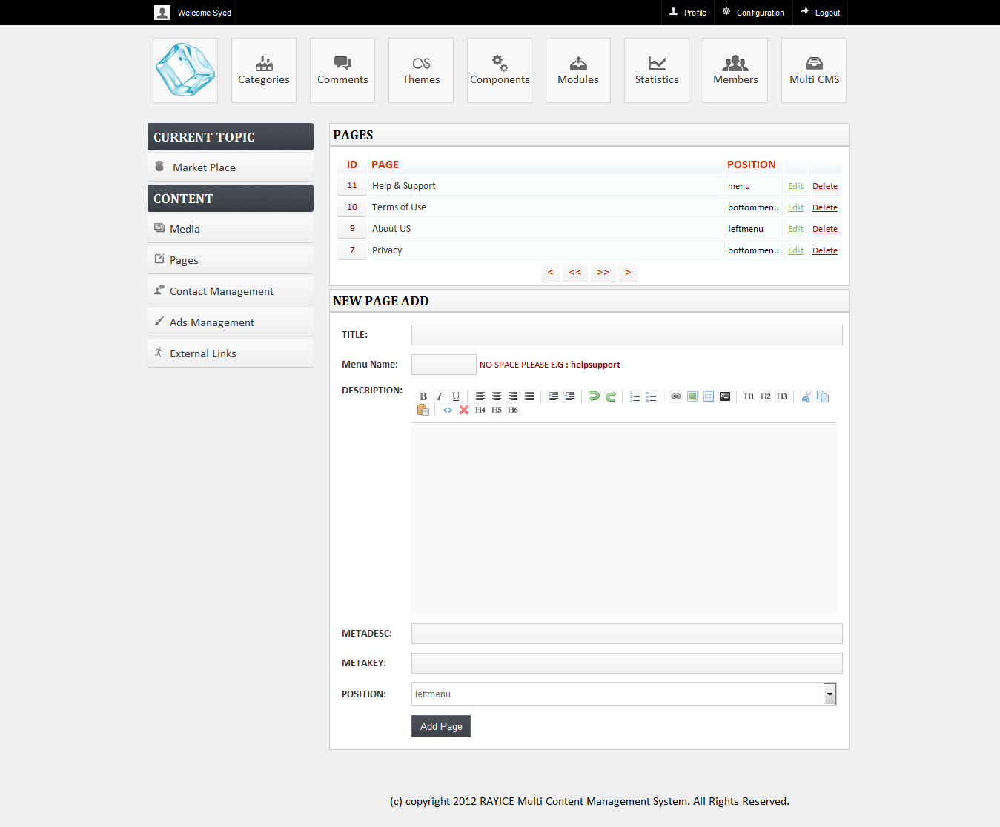 Welcome Syed
Profile
Configuration
Logout
Categories
Comments
Themes
Components
Modules
Statistics
Members
Multi CMS
CURRENT TOPIC
Market Place
CONTENT
Media
Pages
Contact Management
Ads Management
External Links
PAGES
ID PAGE POSITION
11 Help & Support menu Edit Delete
10 Terms of Use bottommenu Edit Delete
9 About US leftmenu Edit Delete
7 Privacy bottommenu Edit Delete
< << >> >
NEW PAGE ADD
TITLE:
Menu Name: NO SPACE PLEASE E.G : helpsupport
DESCRIPTION:
B I U H1 H2 H3
H4 H5 H6
METADESC:
METAKEY:
POSITION: leftmenu
Add Page
(c) copyright 2012 RAYICE Multi Content Management System. All Rights Reserved.